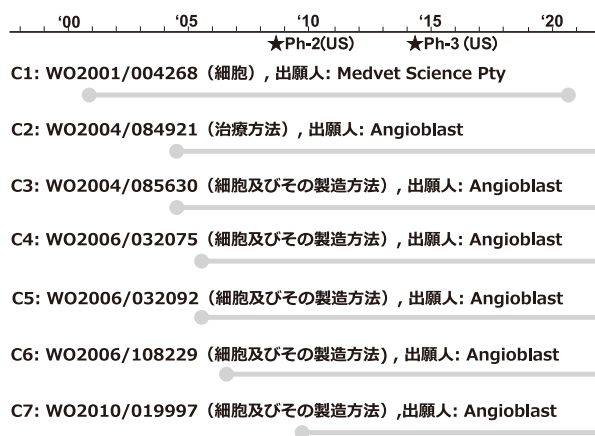 '00 '05 '10 '15 '20
★Ph-2(US) ★Ph-3 (US)
C1: WO2001/004268（細胞）, 出願人: Medvet Science Pty
C2: WO2004/084921（治療方法）, 出願人: Angioblast
C3: WO2004/085630（細胞及びその製造方法）, 出願人: Angioblast
C4: WO2006/032075（細胞及びその製造方法）, 出願人: Angioblast
C5: WO2006/032092（細胞及びその製造方法）, 出願人: Angioblast
C6: WO2006/108229（細胞及びその製造方法）, 出願人: Angioblast
C7: WO2010/019997（細胞及びその製造方法）,出願人: Angioblast